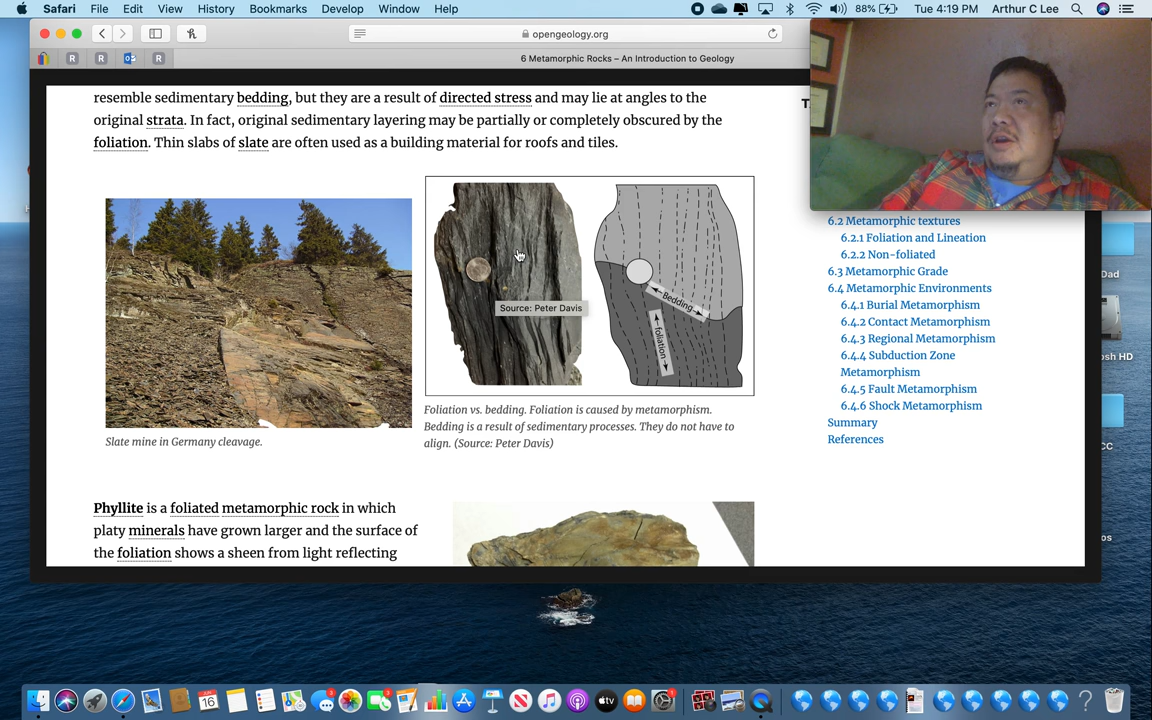 Safari File Edit View History Bookmarks Develop Window Help 88% Tue 4:19 PM Arthur C Lee
opengeology.org
R R R
6 Metamorphic Rocks – An Introduction to Geology
resemble sedimentary bedding, but they are a result of directed stress and may lie at angles to the
original strata. In fact, original sedimentary layering may be partially or completely obscured by the
foliation. Thin slabs of slate are often used as a building material for roofs and tiles.
Bedding
foliation
Source: Peter Davis
Slate mine in Germany cleavage.
Foliation vs. bedding. Foliation is caused by metamorphism.
Bedding is a result of sedimentary processes. They do not have to
align. (Source: Peter Davis)
Phyllite is a foliated metamorphic rock in which
platy minerals have grown larger and the surface of
the foliation shows a sheen from light reflecting
6.2 Metamorphic textures
6.2.1 Foliation and Lineation
6.2.2 Non-foliated
6.3 Metamorphic Grade
6.4 Metamorphic Environments
6.4.1 Burial Metamorphism
6.4.2 Contact Metamorphism
6.4.3 Regional Metamorphism
6.4.4 Subduction Zone
Metamorphism
6.4.5 Fault Metamorphism
6.4.6 Shock Metamorphism
Summary
References
Dad
osh HD
CC
os
16
tv